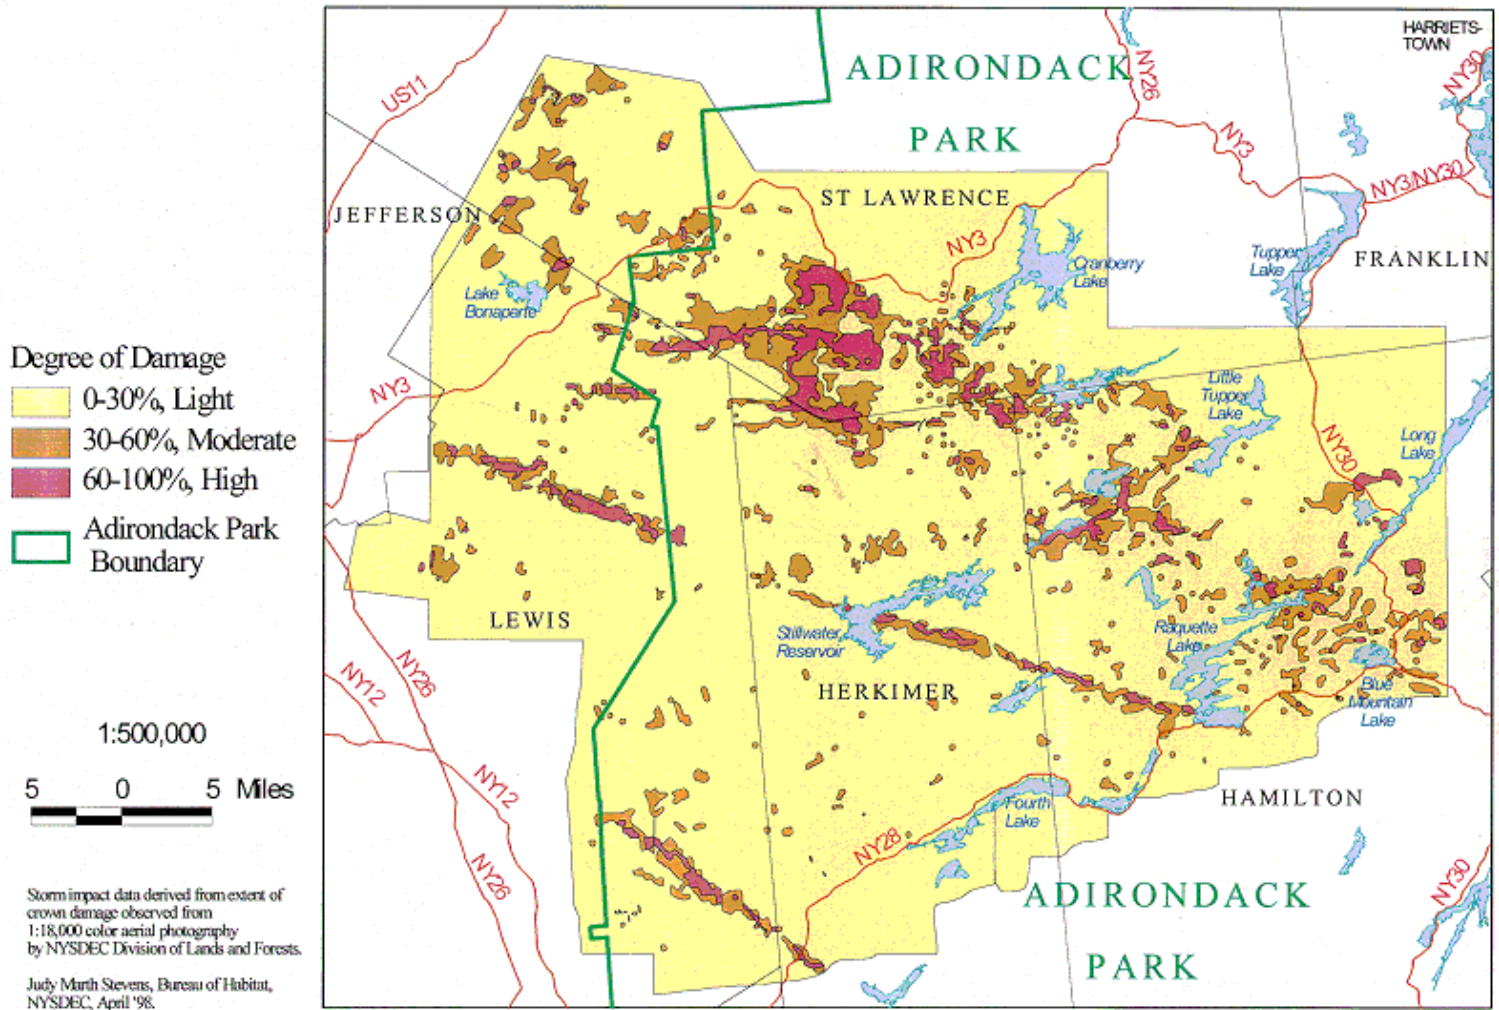 Degree of Damage
0-30%, Light
30-60%, Moderate
60-100%, High
Adirondack Park
Boundary
1:500,000
5 0 5 Miles
Storm impact data derived from extent of
crown damage observed from
1:18,000 color aerial photography
by NYSDEC Division of Lands and Forests.
Judy Marth Stevens, Bureau of Habitat,
NYSDEC, April '98.
ADIRONDACK
PARK
HARRIETS-
TOWN
US11
NY26
NY30
NY3
NY3/NY30
JEFFERSON
ST LAWRENCE
FRANKLIN
NY3
Cranberry
Lake
Tupper
Lake
Lake
Bonaparte
NY3
Little
Tupper
Lake
NY30
Long
Lake
LEWIS
Stillwater
Reservoir
Raquette
Lake
HERKIMER
Blue
Mountain
Lake
NY26
NY12
NY12
NY26
NY28
Fourth
Lake
HAMILTON
NY30
ADIRONDACK
PARK